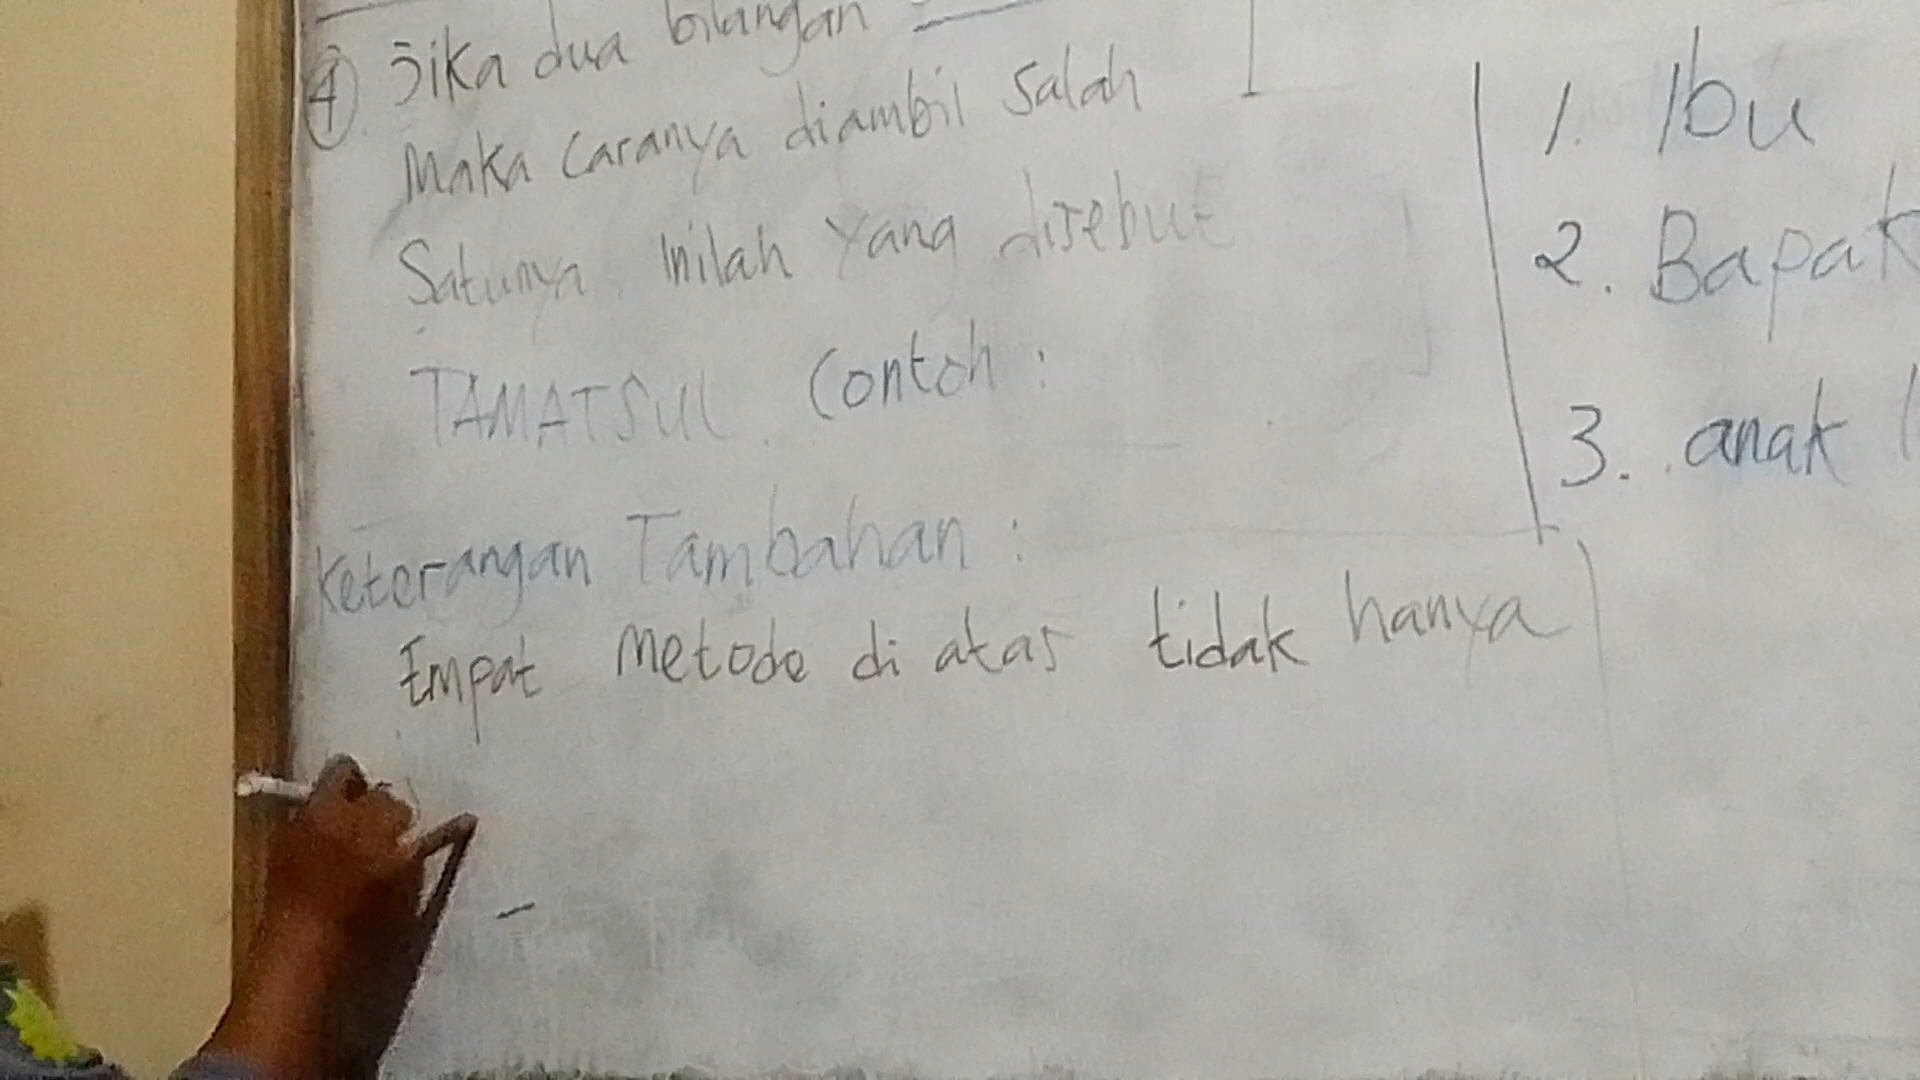 ④ Jika dua bilangan
Maka Caranya diambil Salah
Satunya. Inilah yang disebut
TAMATSUL. Contoh :
Keterangan Tambahan :
Empat Metode di atas tidak hanya
1. Ibu
2. Bapak
3. anak